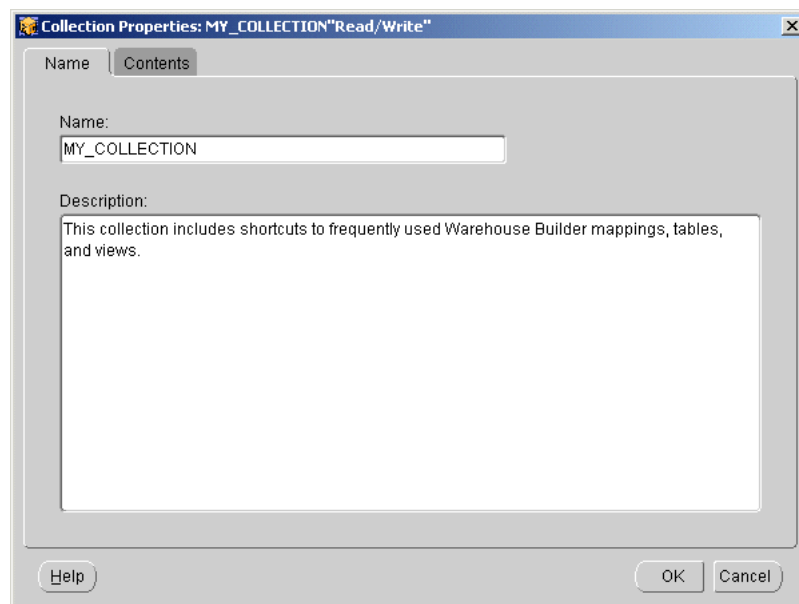 Collection Properties: MY_COLLECTION"Read/Write"
Name
Contents
Name:
MY_COLLECTION
Description:
This collection includes shortcuts to frequently used Warehouse Builder mappings, tables,
and views.
Help
OK
Cancel